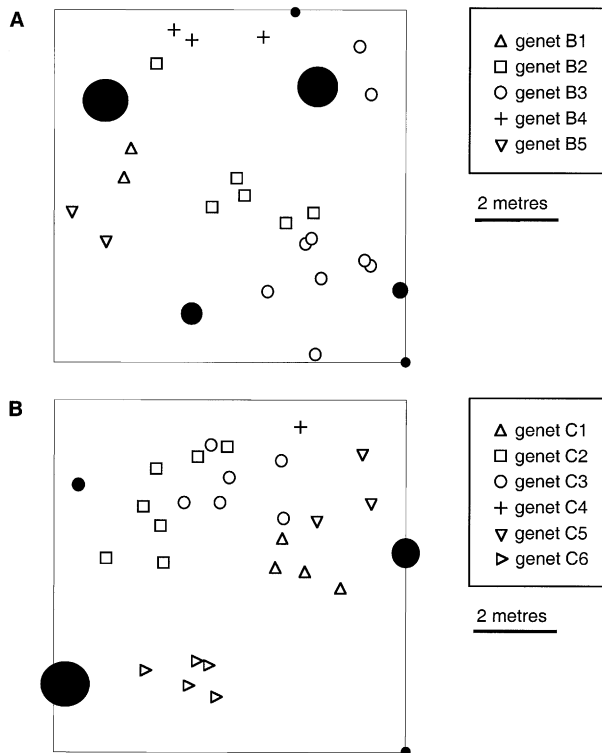 A
genet B1
genet B2
genet B3
genet B4
genet B5
2 metres
B
genet C1
genet C2
genet C3
genet C4
genet C5
genet C6
2 metres